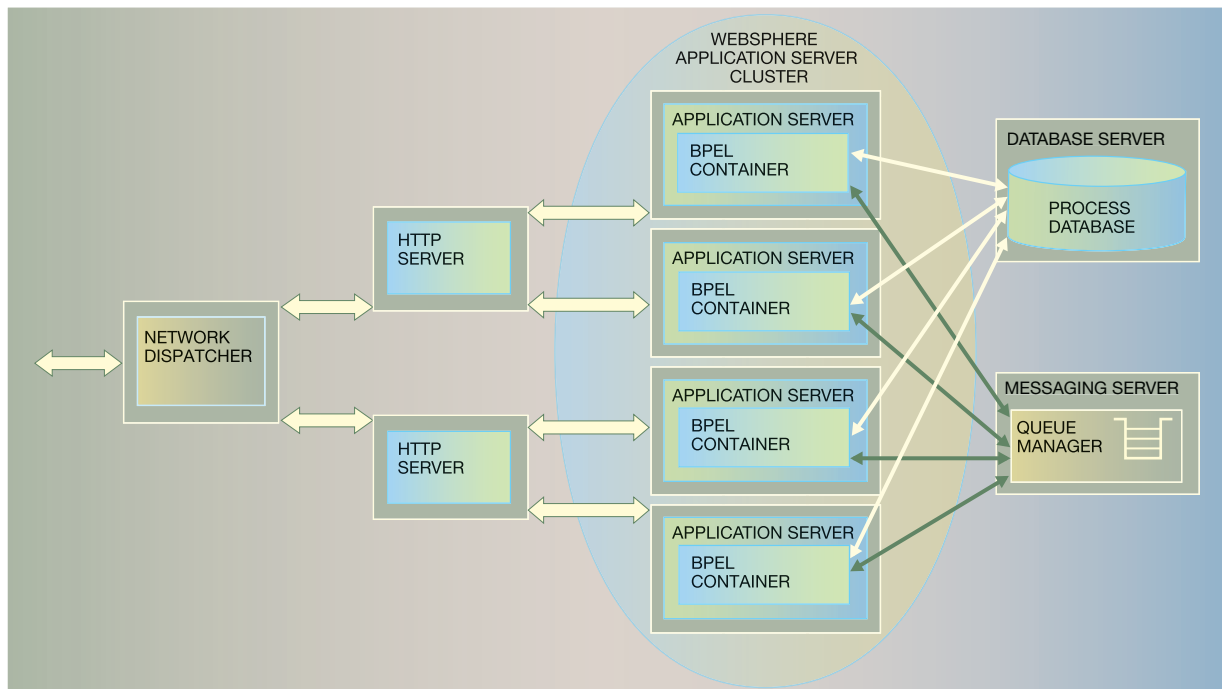 WEBSPHERE
APPLICATION SERVER
CLUSTER
NETWORK
DISPATCHER
HTTP
SERVER
HTTP
SERVER
APPLICATION SERVER
BPEL
CONTAINER
APPLICATION SERVER
BPEL
CONTAINER
APPLICATION SERVER
BPEL
CONTAINER
APPLICATION SERVER
BPEL
CONTAINER
DATABASE SERVER
PROCESS
DATABASE
MESSAGING SERVER
QUEUE
MANAGER